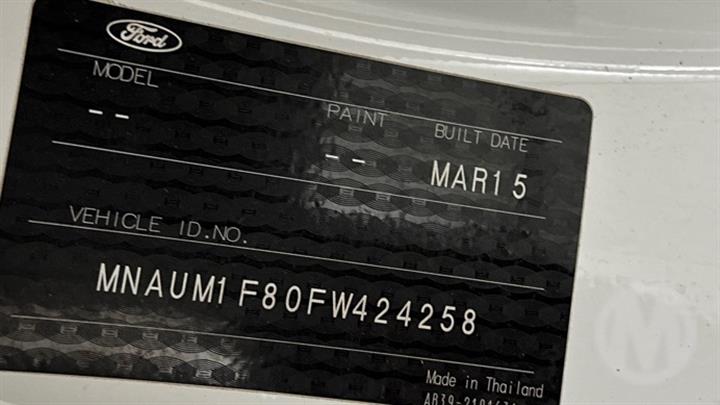 Ford
MODEL PAINT BUILT DATE
-- -- MAR15
VEHICLE ID.NO.
MNAUM1F80FW424258
Made in Thailand
M